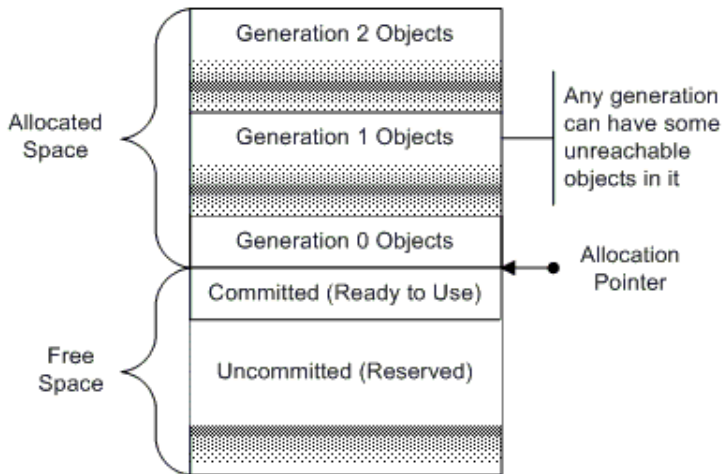 Generation 2 Objects
Allocated
Space
Generation 1 Objects
Any generation
can have some
unreachable
objects in it
Generation 0 Objects
Allocation
Pointer
Committed (Ready to Use)
Free
Space
Uncommitted (Reserved)